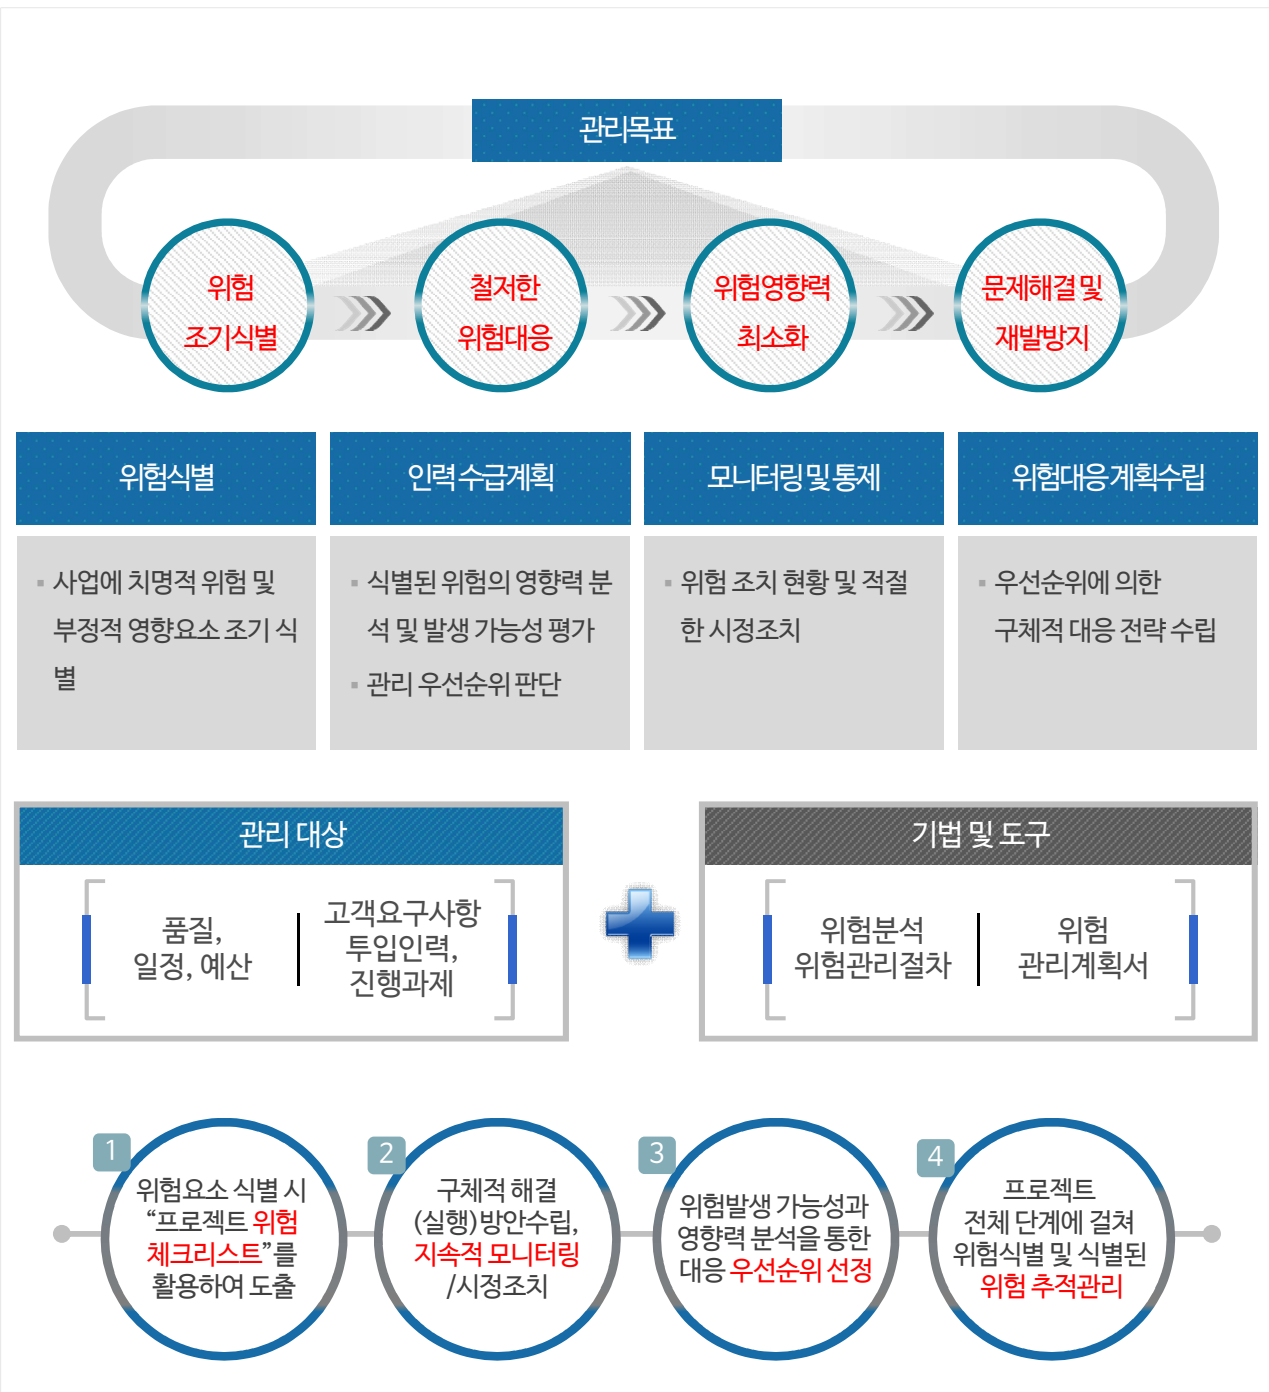 관리목표
위험
조기식별
철저한
위험대응
위험영향력
최소화
문제해결 및
재발방지
위험식별
사업에 치명적 위험 및
부정적 영향요소 조기 식
별
인력 수급계획
식별된 위험의 영향력 분
석 및 발생 가능성 평가
관리 우선순위 판단
모니터링 및 통제
위험 조치 현황 및 적절
한 시정조치
위험대응 계획수립
우선순위에 의한
구체적 대응 전략 수립
관리 대상
품질,
일정, 예산
고객요구사항
투입인력,
진행과제
기법 및 도구
위험분석
위험관리절차
위험
관리계획서
1
위험요소 식별 시
“프로젝트 위험
체크리스트”를
활용하여 도출
2
구체적 해결
(실행)방안수립,
지속적 모니터링
/시정조치
3
위험발생 가능성과
영향력 분석을 통한
대응 우선순위 선정
4
프로젝트
전체 단계에 걸쳐
위험식별 및 식별된
위험 추적관리